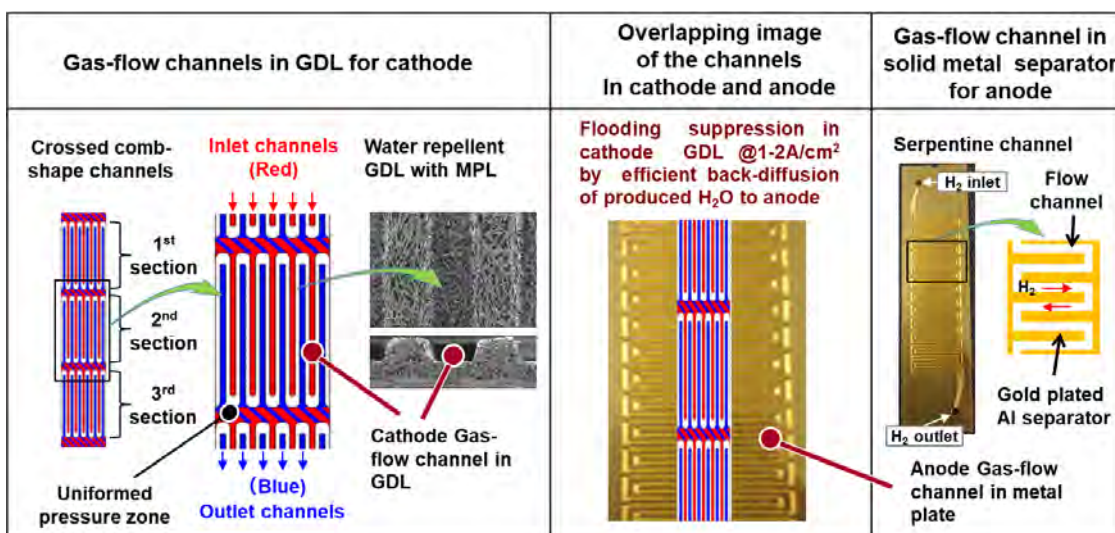 Gas-flow channels in GDL for cathode
Overlapping image
of the channels
In cathode and anode
Gas-flow channel in
solid metal separator
for anode
Crossed comb-
shape channels
1st
section
2nd
section
3rd
section
Uniformed
pressure zone
Inlet channels
(Red)
(Blue)
Outlet channels
Water repellent
GDL with MPL
Cathode Gas-
flow channel in
GDL
Flooding suppression in
cathode GDL @1-2A/cm²
by efficient back-diffusion
of produced H₂O to anode
Serpentine channel
H₂ inlet
Flow
channel
H₂
Gold plated
Al separator
H₂ outlet
Anode Gas-flow
channel in metal
plate